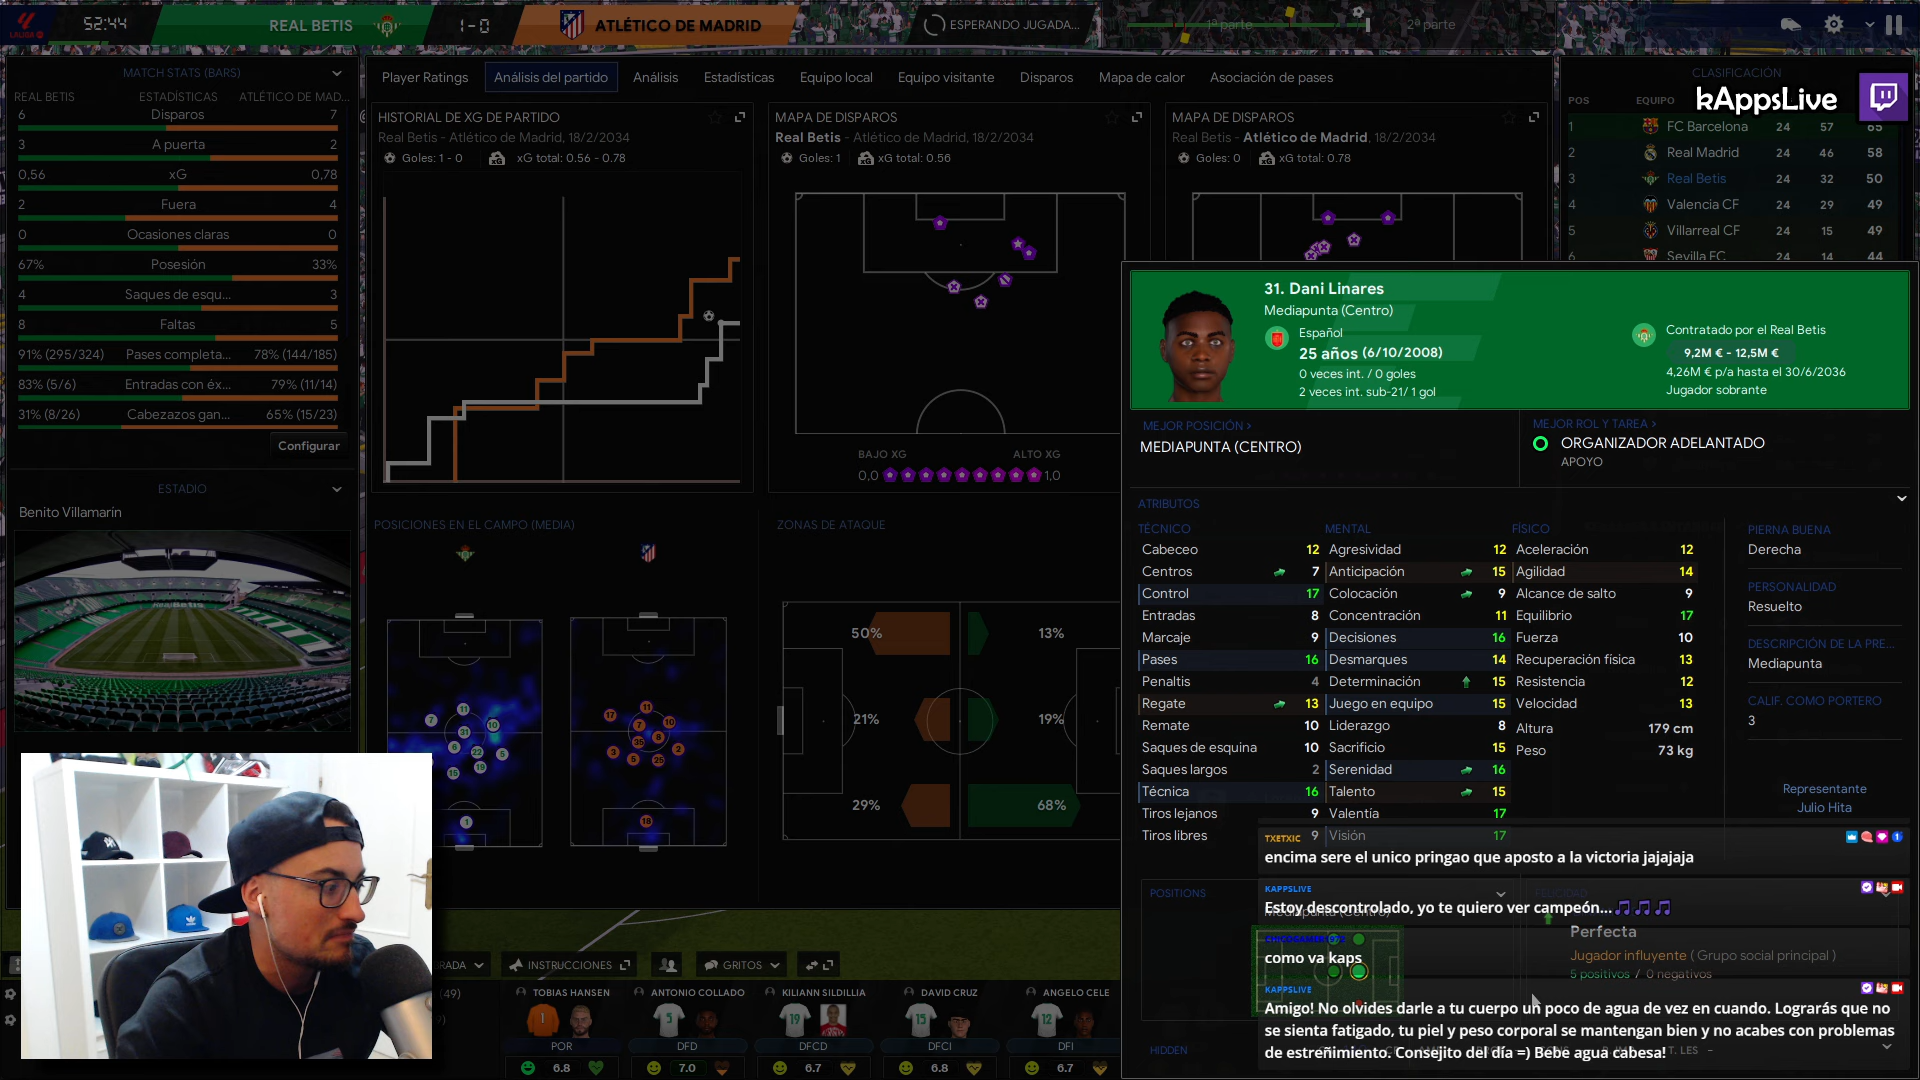 52:44
REAL BETIS
1-0
ATLÉTICO DE MADRID
ESPERANDO JUGADA...
1ª parte
2ª parte
MATCH STATS (BARS)
REAL BETIS ESTADÍSTICAS ATLÉTICO DE MAD...
6 Disparos 7
3 A puerta 2
0,56 xG 0,78
2 Fuera 4
0 Ocasiones claras 0
67% Posesión 33%
4 Saques de esqu... 3
8 Faltas 5
91% (295/324) Pases completa... 78% (144/185)
83% (5/6) Entradas con éx... 79% (11/14)
31% (8/26) Cabezazos gan... 65% (15/23)
Configurar
ESTADIO
Benito Villamarín
Player Ratings Análisis del partido Análisis Estadísticas Equipo local Equipo visitante Disparos Mapa de calor Asociación de pases
HISTORIAL DE XG DE PARTIDO
Real Betis - Atlético de Madrid, 18/2/2034
Goles: 1 - 0 xG total: 0.56 - 0.78
MAPA DE DISPAROS
Real Betis - Atlético de Madrid, 18/2/2034
Goles: 1 xG total: 0.56
BAJO XG ALTO XG
0,0 1,0
MAPA DE DISPAROS
Real Betis - Atlético de Madrid, 18/2/2034
Goles: 0 xG total: 0.78
POSICIONES EN EL CAMPO (MEDIA)
ZONAS DE ATAQUE
50% 13%
21% 19%
29% 68%
CLASIFICACIÓN
POS EQUIPO
kAppsLive
1 FC Barcelona 24 57 65
2 Real Madrid 24 46 58
3 Real Betis 24 32 50
4 Valencia CF 24 29 49
5 Villarreal CF 24 15 49
6 Sevilla FC 24 14 44
31. Dani Linares
Mediapunta (Centro)
Español
25 años (6/10/2008)
0 veces int. / 0 goles
2 veces int. sub-21/ 1 gol
Contratado por el Real Betis
9,2M € - 12,5M €
4,26M € p/a hasta el 30/6/2036
Jugador sobrante
MEJOR POSICIÓN >
MEDIAPUNTA (CENTRO)
MEJOR ROL Y TAREA >
ORGANIZADOR ADELANTADO
APOYO
ATRIBUTOS
TÉCNICO MENTAL FÍSICO
Cabeceo 12 Agresividad 12 Aceleración 12
Centros 7 Anticipación 15 Agilidad 14
Control 17 Colocación 9 Alcance de salto 9
Entradas 8 Concentración 11 Equilibrio 17
Marcaje 9 Decisiones 16 Fuerza 10
Pases 16 Desmarques 14 Recuperación física 13
Penaltis 4 Determinación 15 Resistencia 12
Regate 13 Juego en equipo 15 Velocidad 13
Remate 10 Liderazgo 8 Altura 179 cm
Saques de esquina 10 Sacrificio 15 Peso 73 kg
Saques largos 2 Serenidad 16
Técnica 16 Talento 15
Tiros lejanos 9 Valentía 17
Tiros libres 9 Visión 17
PIERNA BUENA
Derecha
PERSONALIDAD
Resuelto
DESCRIPCIÓN DE LA PRE...
Mediapunta
CALIF. COMO PORTERO
3
Representante
Julio Hita
TXETXIC
encima sere el unico pringao que aposto a la victoria jajajaja
POSITIONS
KAPPSLIVE
Estoy descontrolado, yo te quiero ver campeón...
Mediapunta (Centro)
Perfecta
como va kaps
Jugador influyente ( Grupo social principal )
5 positivos / 0 negativos
KAPPSLIVE
Amigo! No olvides darle a tu cuerpo un poco de agua de vez en cuando. Lograrás que no
se sienta fatigado, tu piel y peso corporal se mantengan bien y no acabes con problemas
de estreñimiento. Consejito del día =) Bebe agua cabesa!
HIDDEN
INSTRUCCIONES GRITOS
TOBIAS HANSEN ANTONIO COLLADO KILIANN SILDILLIA DAVID CRUZ ANGELO CELE
1 5 19 15 12
POR DFD DFCD DFCI DFI
6.8 7.0 6.7 6.8 6.7